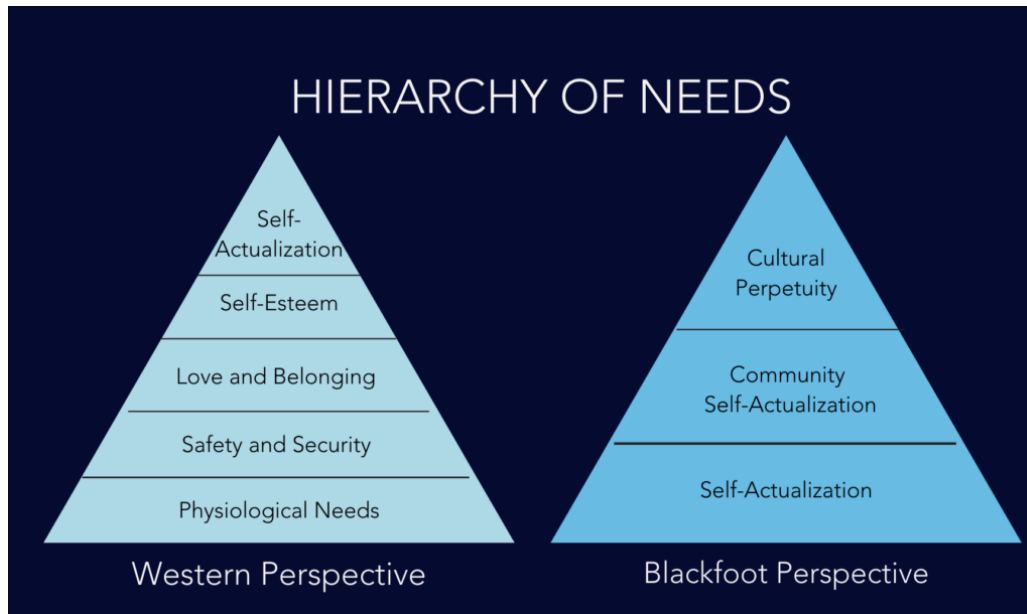 HIERARCHY OF NEEDS
Self-
Actualization
Self-Esteem
Love and Belonging
Safety and Security
Physiological Needs
Western Perspective
Cultural
Perpetuity
Community
Self-Actualization
Self-Actualization
Blackfoot Perspective